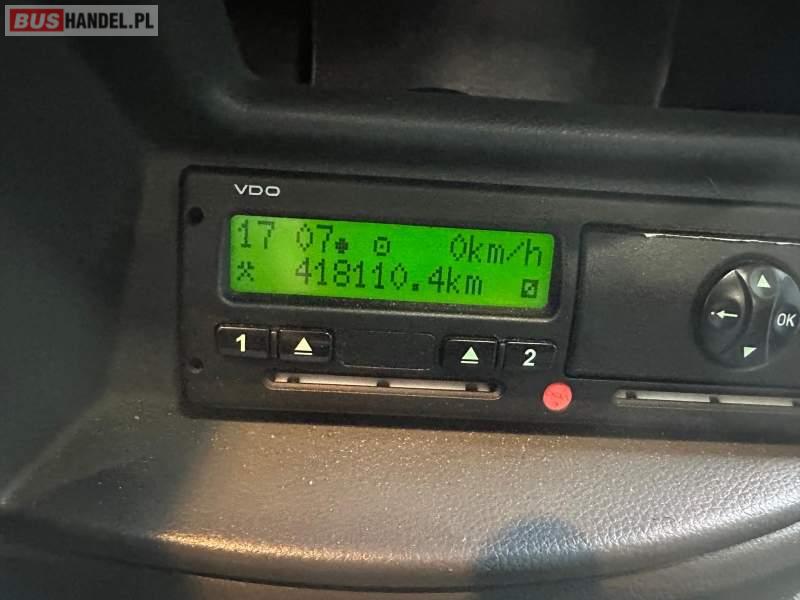 BUSHANDEL.PL
VDO
17 07 0km/h
418110.4km
1 2
OK